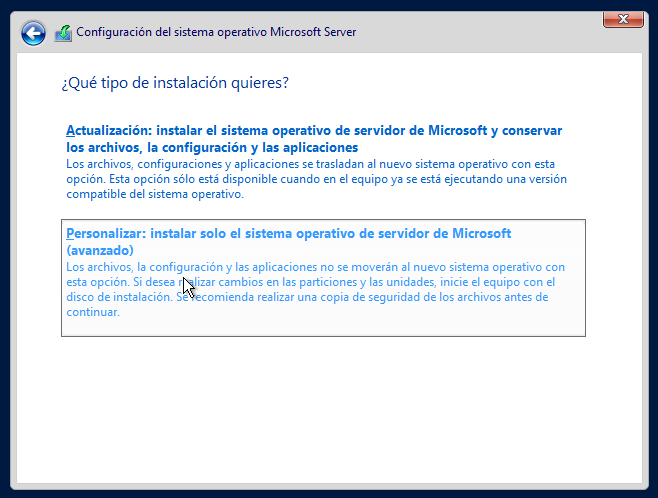 Configuración del sistema operativo Microsoft Server
¿Qué tipo de instalación quieres?
Actualización: instalar el sistema operativo de servidor de Microsoft y conservar
los archivos, la configuración y las aplicaciones
Los archivos, configuraciones y aplicaciones se trasladan al nuevo sistema operativo con esta
opción. Esta opción sólo está disponible cuando en el equipo ya se está ejecutando una versión
compatible del sistema operativo.
Personalizar: instalar solo el sistema operativo de servidor de Microsoft
(avanzado)
Los archivos, la configuración y las aplicaciones no se moverán al nuevo sistema operativo con
esta opción. Si desea realizar cambios en las particiones y las unidades, inicie el equipo con el
disco de instalación. Se recomienda realizar una copia de seguridad de los archivos antes de
continuar.